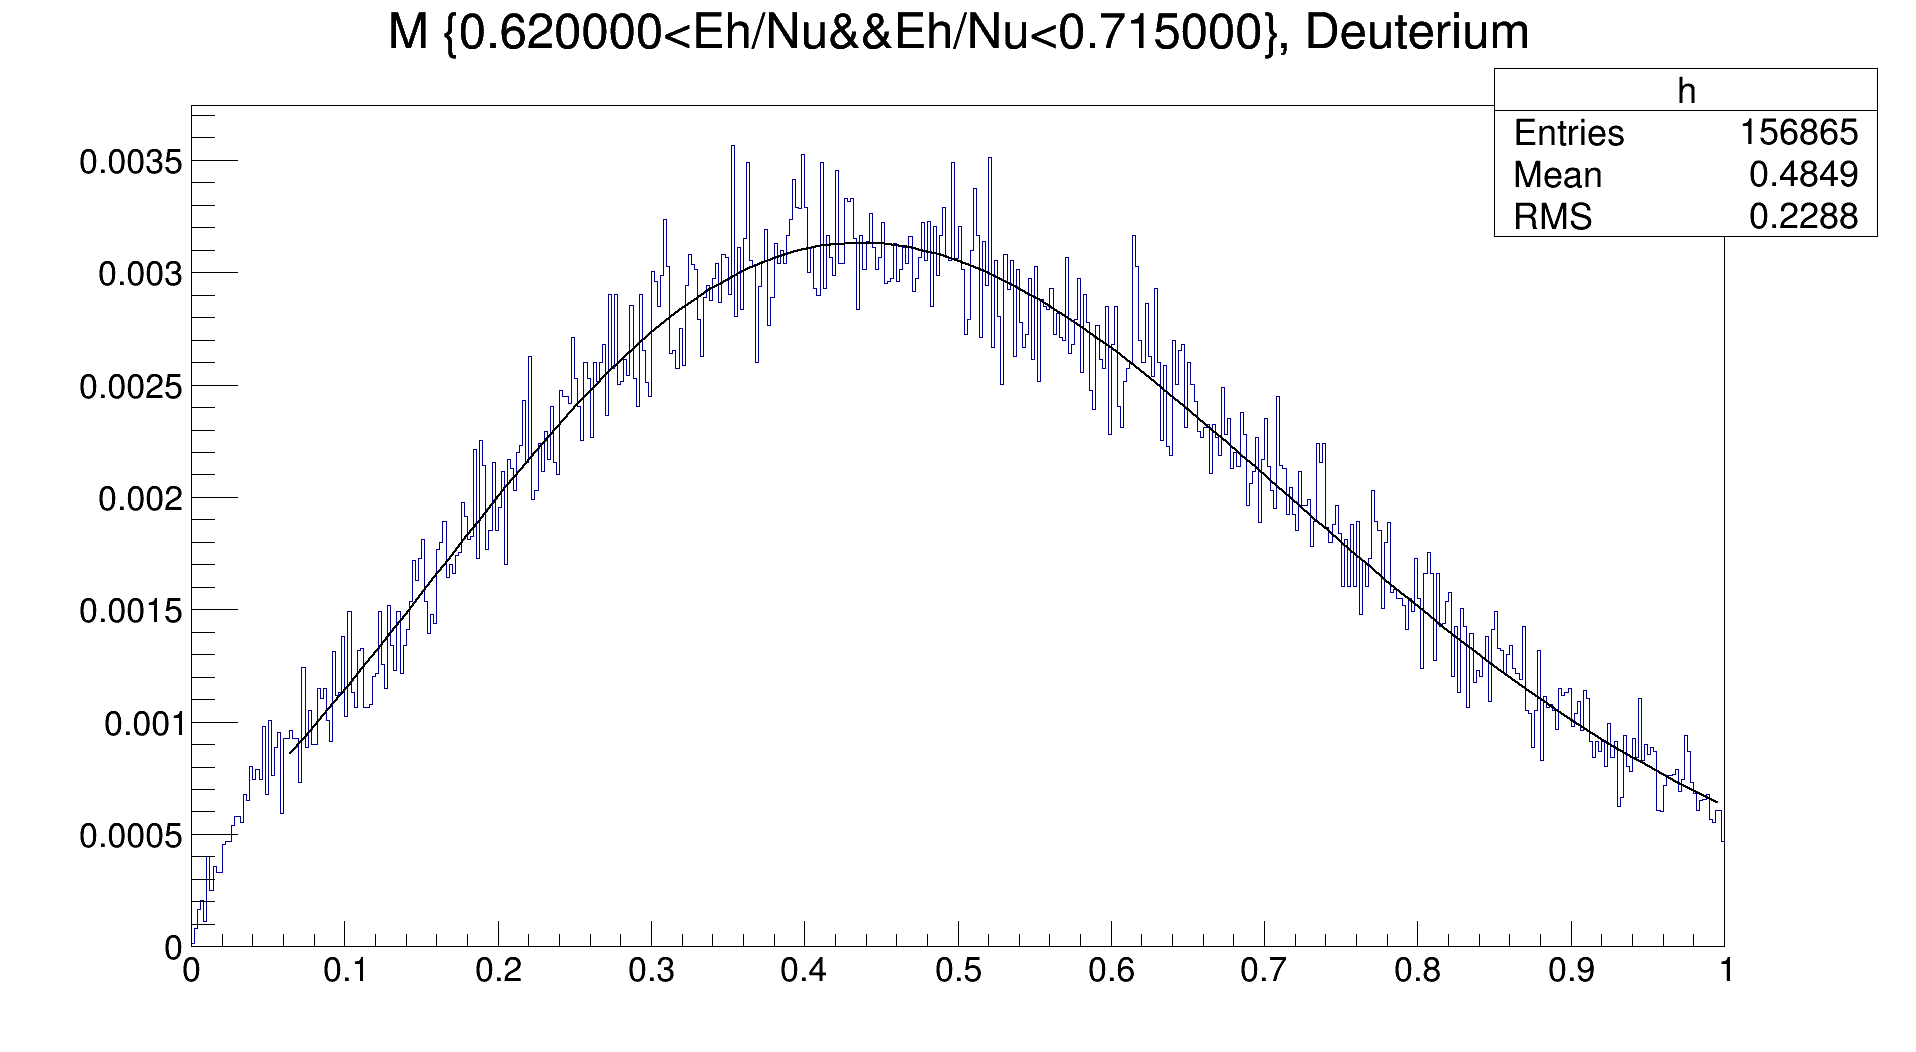 M {0.620000<Eh/Nu&&Eh/Nu<0.715000}, Deuterium
h
Entries 156865
Mean 0.4849
RMS 0.2288
0.0035
0.003
0.0025
0.002
0.0015
0.001
0.0005
0
0 0.1 0.2 0.3 0.4 0.5 0.6 0.7 0.8 0.9 1